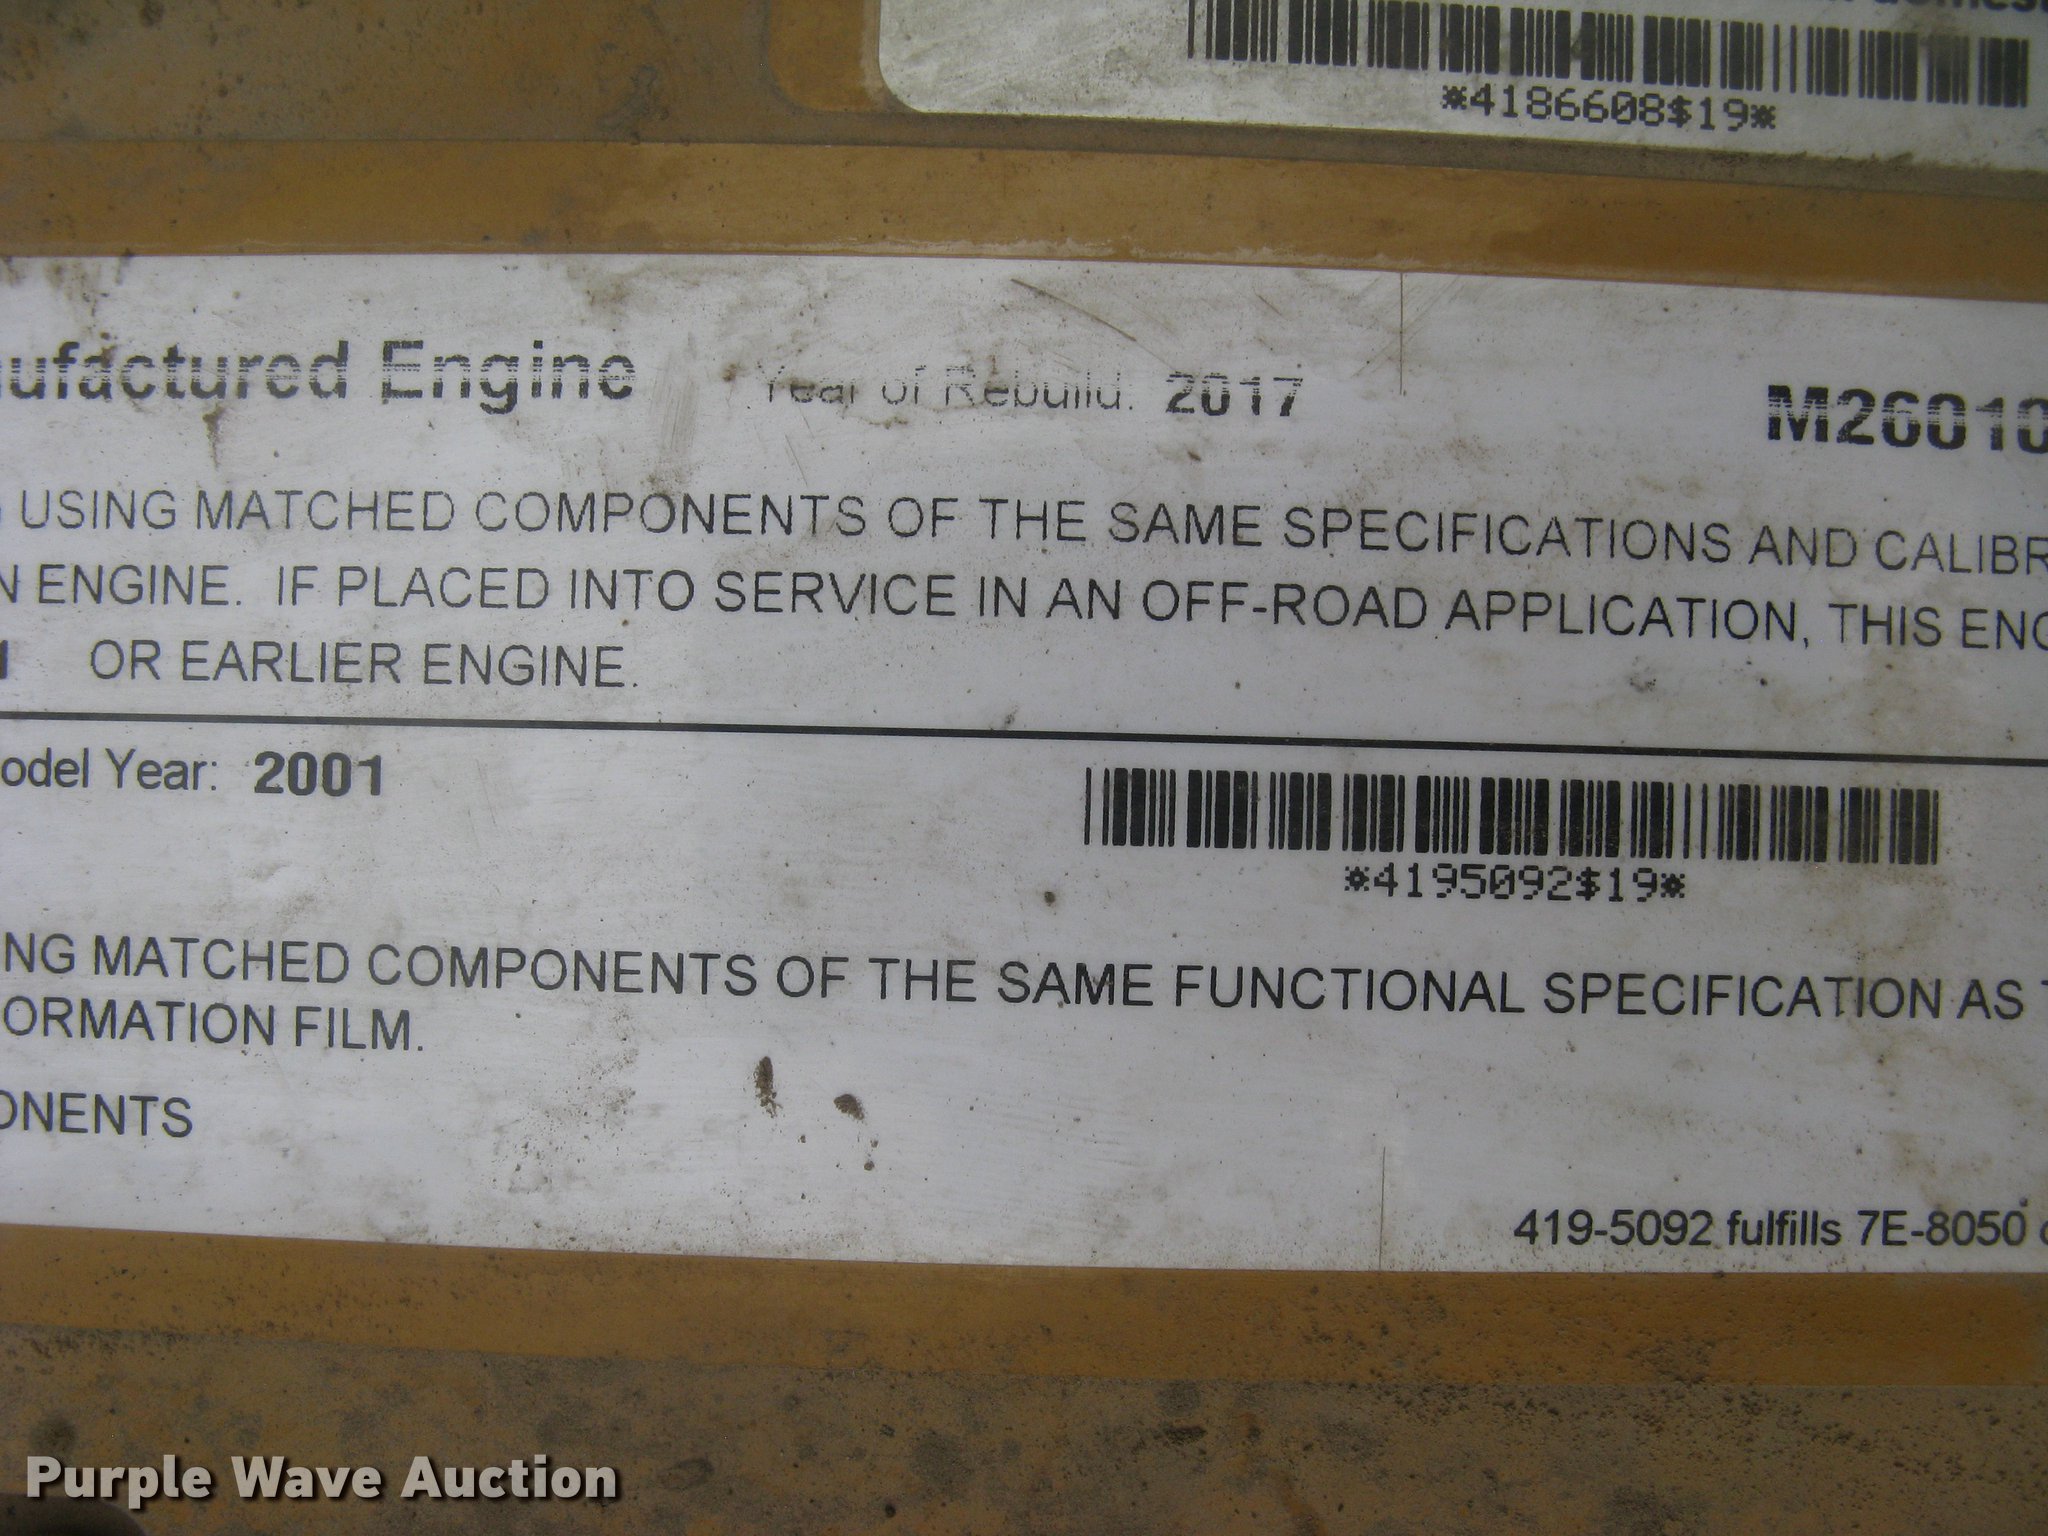 *4186608$19*
Engine Year of Rebuild: 2017 M26010
USING MATCHED COMPONENTS OF THE SAME SPECIFICATIONS AND CALIBR
N ENGINE. IF PLACED INTO SERVICE IN AN OFF-ROAD APPLICATION, THIS ENG
OR EARLIER ENGINE.
odel Year: 2001
*4195092$19*
NG MATCHED COMPONENTS OF THE SAME FUNCTIONAL SPECIFICATION AS
ORMATION FILM.
ONENTS
419-5092 fulfills 7E-8050
Purple Wave Auction